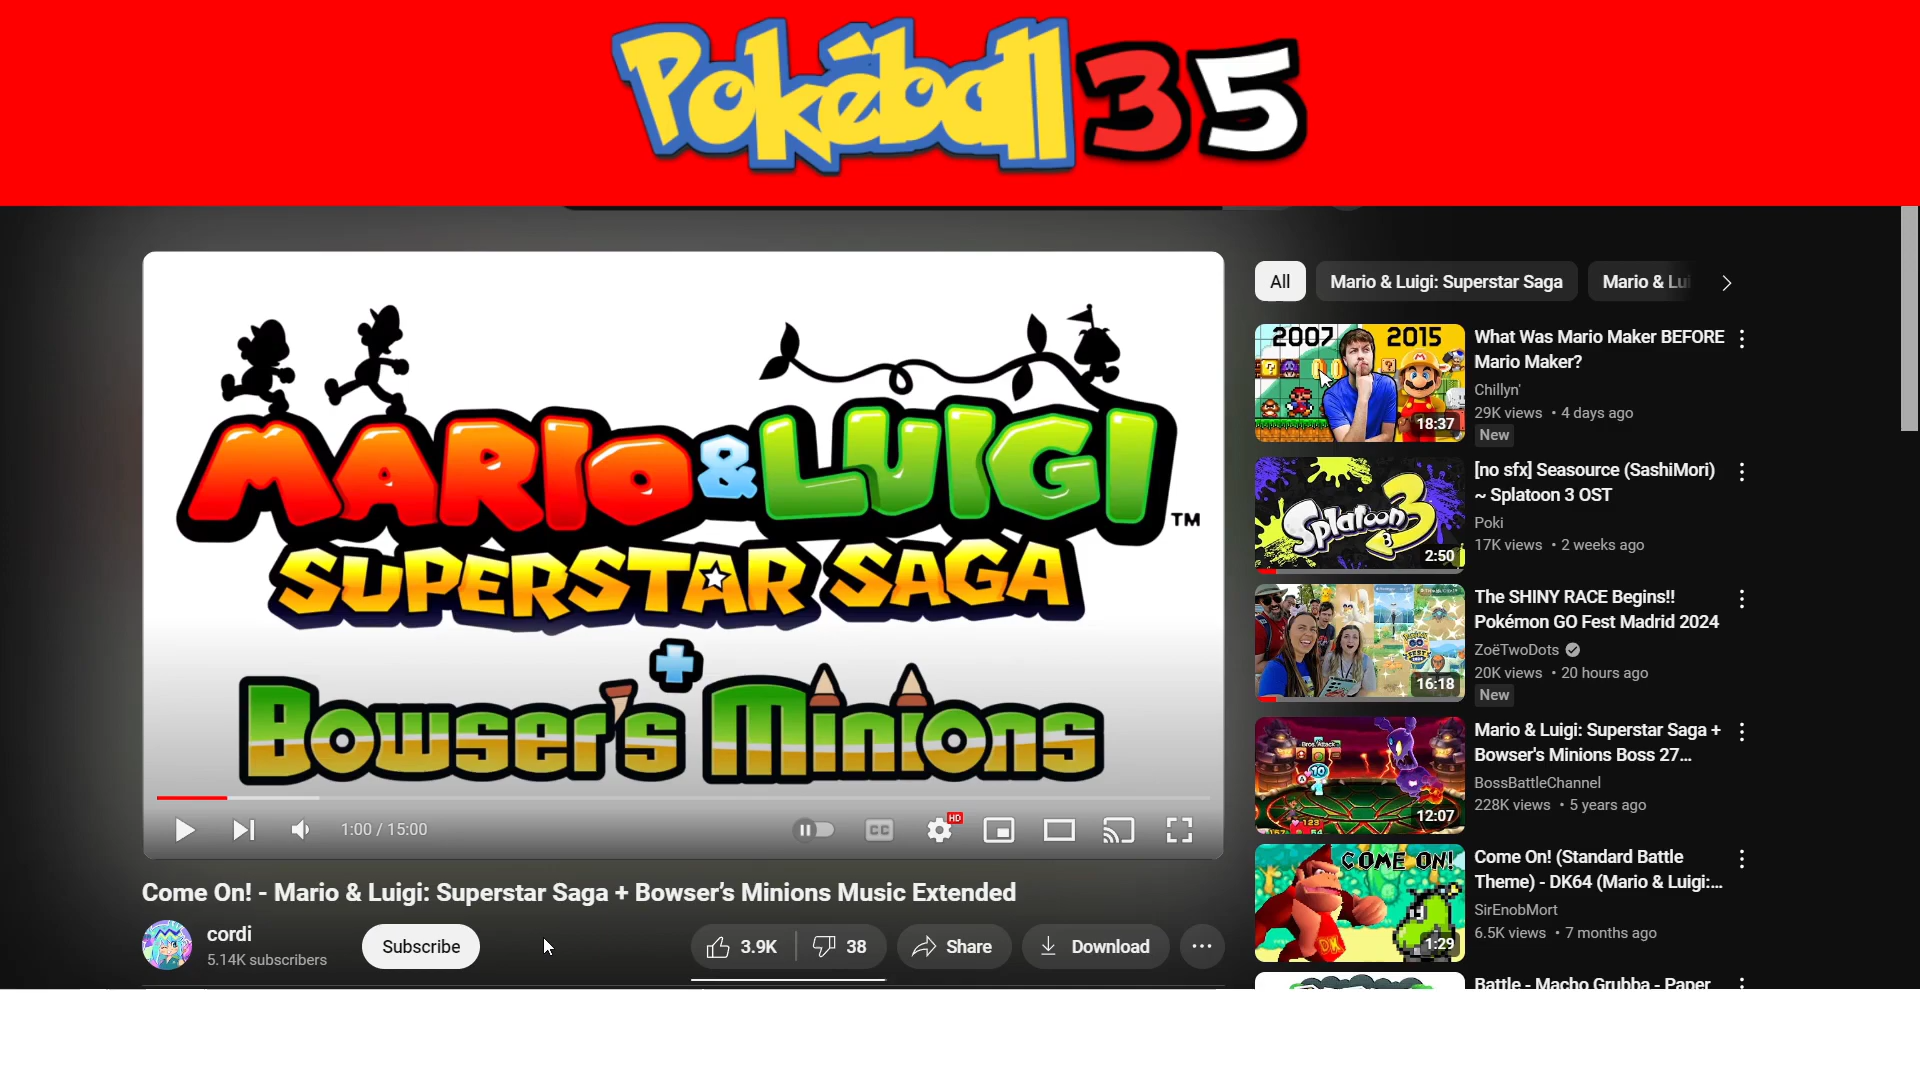 Pokéball 35
MARIO & LUIGI
TM
SUPERSTAR SAGA
+
Bowser's Minions
1:00 / 15:00
CC
HD
Come On! - Mario & Luigi: Superstar Saga + Bowser’s Minions Music Extended
cordi
5.14K subscribers
Subscribe
3.9K
38
Share
Download
All
Mario & Luigi: Superstar Saga
Mario & Lui
2007 2015
18:37
What Was Mario Maker BEFORE
Mario Maker?
Chillyn'
29K views • 4 days ago
New
Splatoon 3
2:50
[no sfx] Seasource (SashiMori)
~ Splatoon 3 OST
Poki
17K views • 2 weeks ago
16:18
The SHINY RACE Begins!!
Pokémon GO Fest Madrid 2024
ZoëTwoDots
20K views • 20 hours ago
New
Bros. Attack
10
12:07
Mario & Luigi: Superstar Saga +
Bowser's Minions Boss 27...
BossBattleChannel
228K views • 5 years ago
COME ON!
DK
1:29
Come On! (Standard Battle
Theme) - DK64 (Mario & Luigi:...
SirEnobMort
6.5K views • 7 months ago
Battle - Macho Grubba - Paper